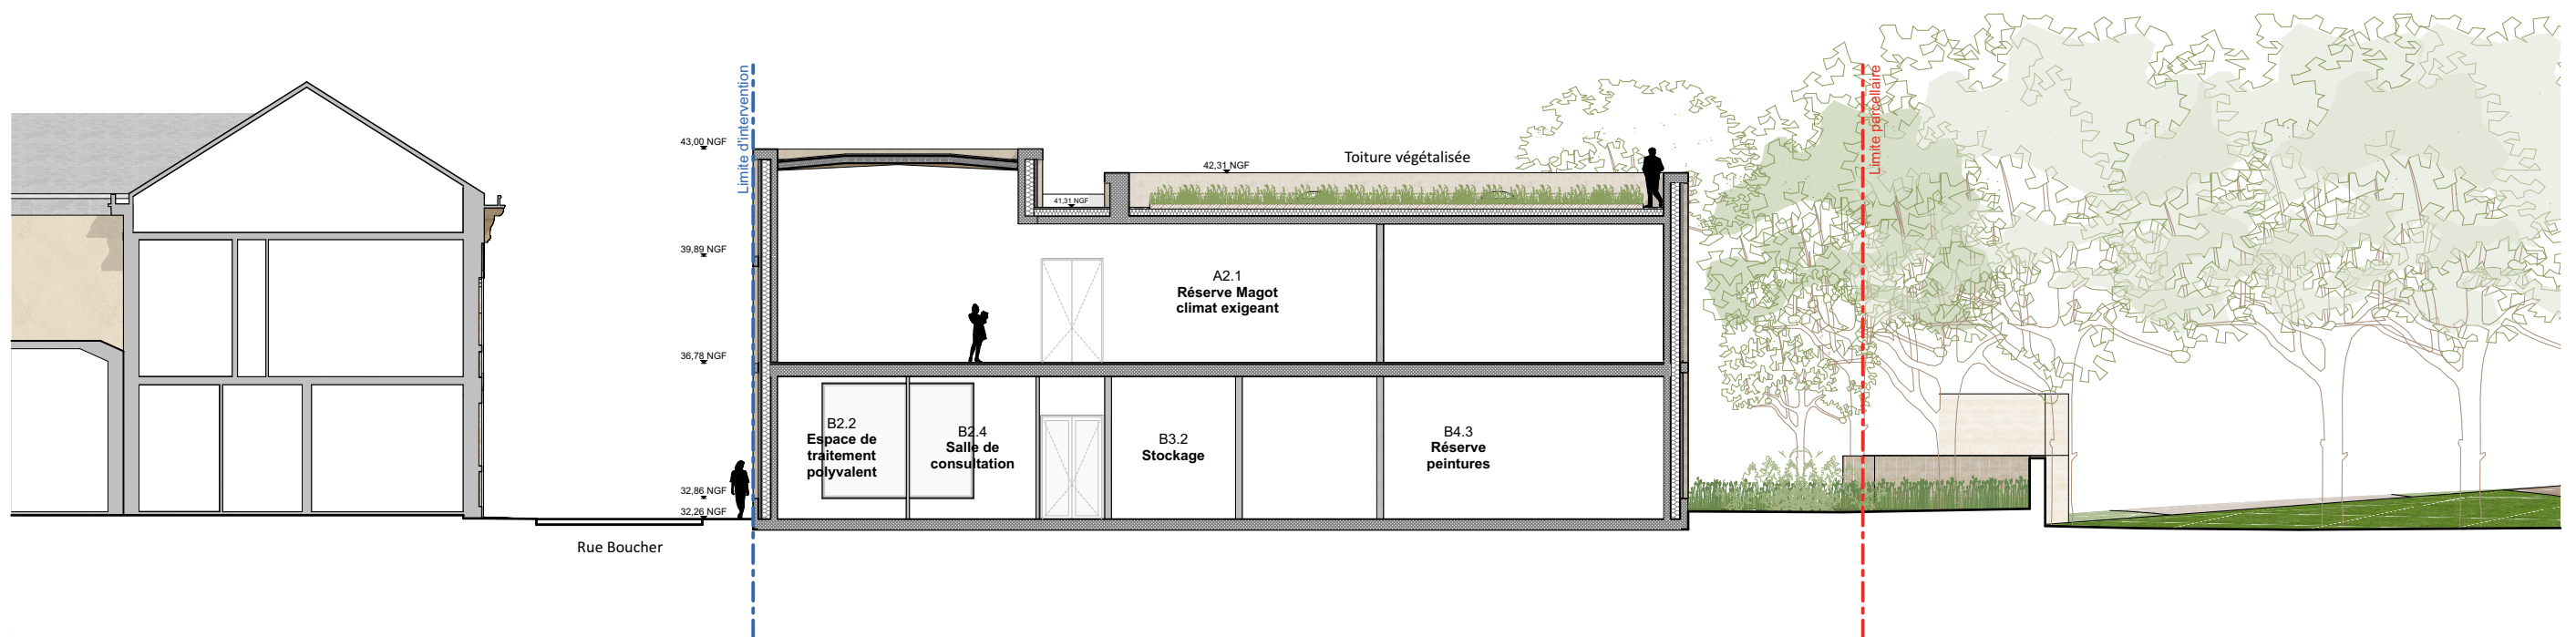 Limite d'intervention
Limite parcellaire
43,00 NGF
Toiture végétalisée
42,31 NGF
41,31 NGF
39,89 NGF
A2.1
Réserve Magot
climat exigeant
36,78 NGF
B2.2
Espace de
traitement
polyvalent
B2.4
Salle de
consultation
B3.2
Stockage
B4.3
Réserve
peintures
32,86 NGF
32,26 NGF
Rue Boucher